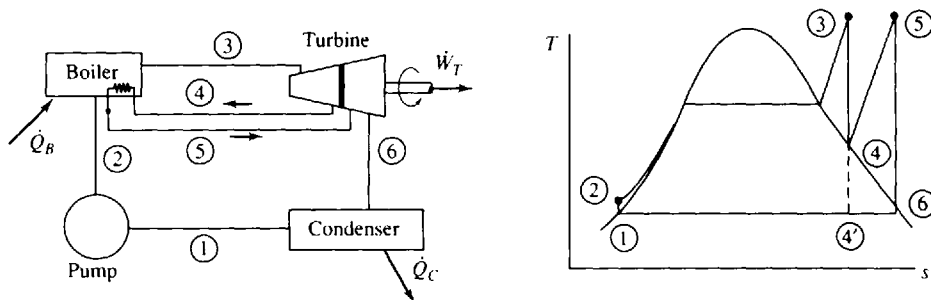 Turbine
③
Boiler
Ẇ_T
④
Q̇_B
②
⑤
⑥
①
Condenser
Pump
Q̇_C
T
③
⑤
④
②
⑥
①
④′
s